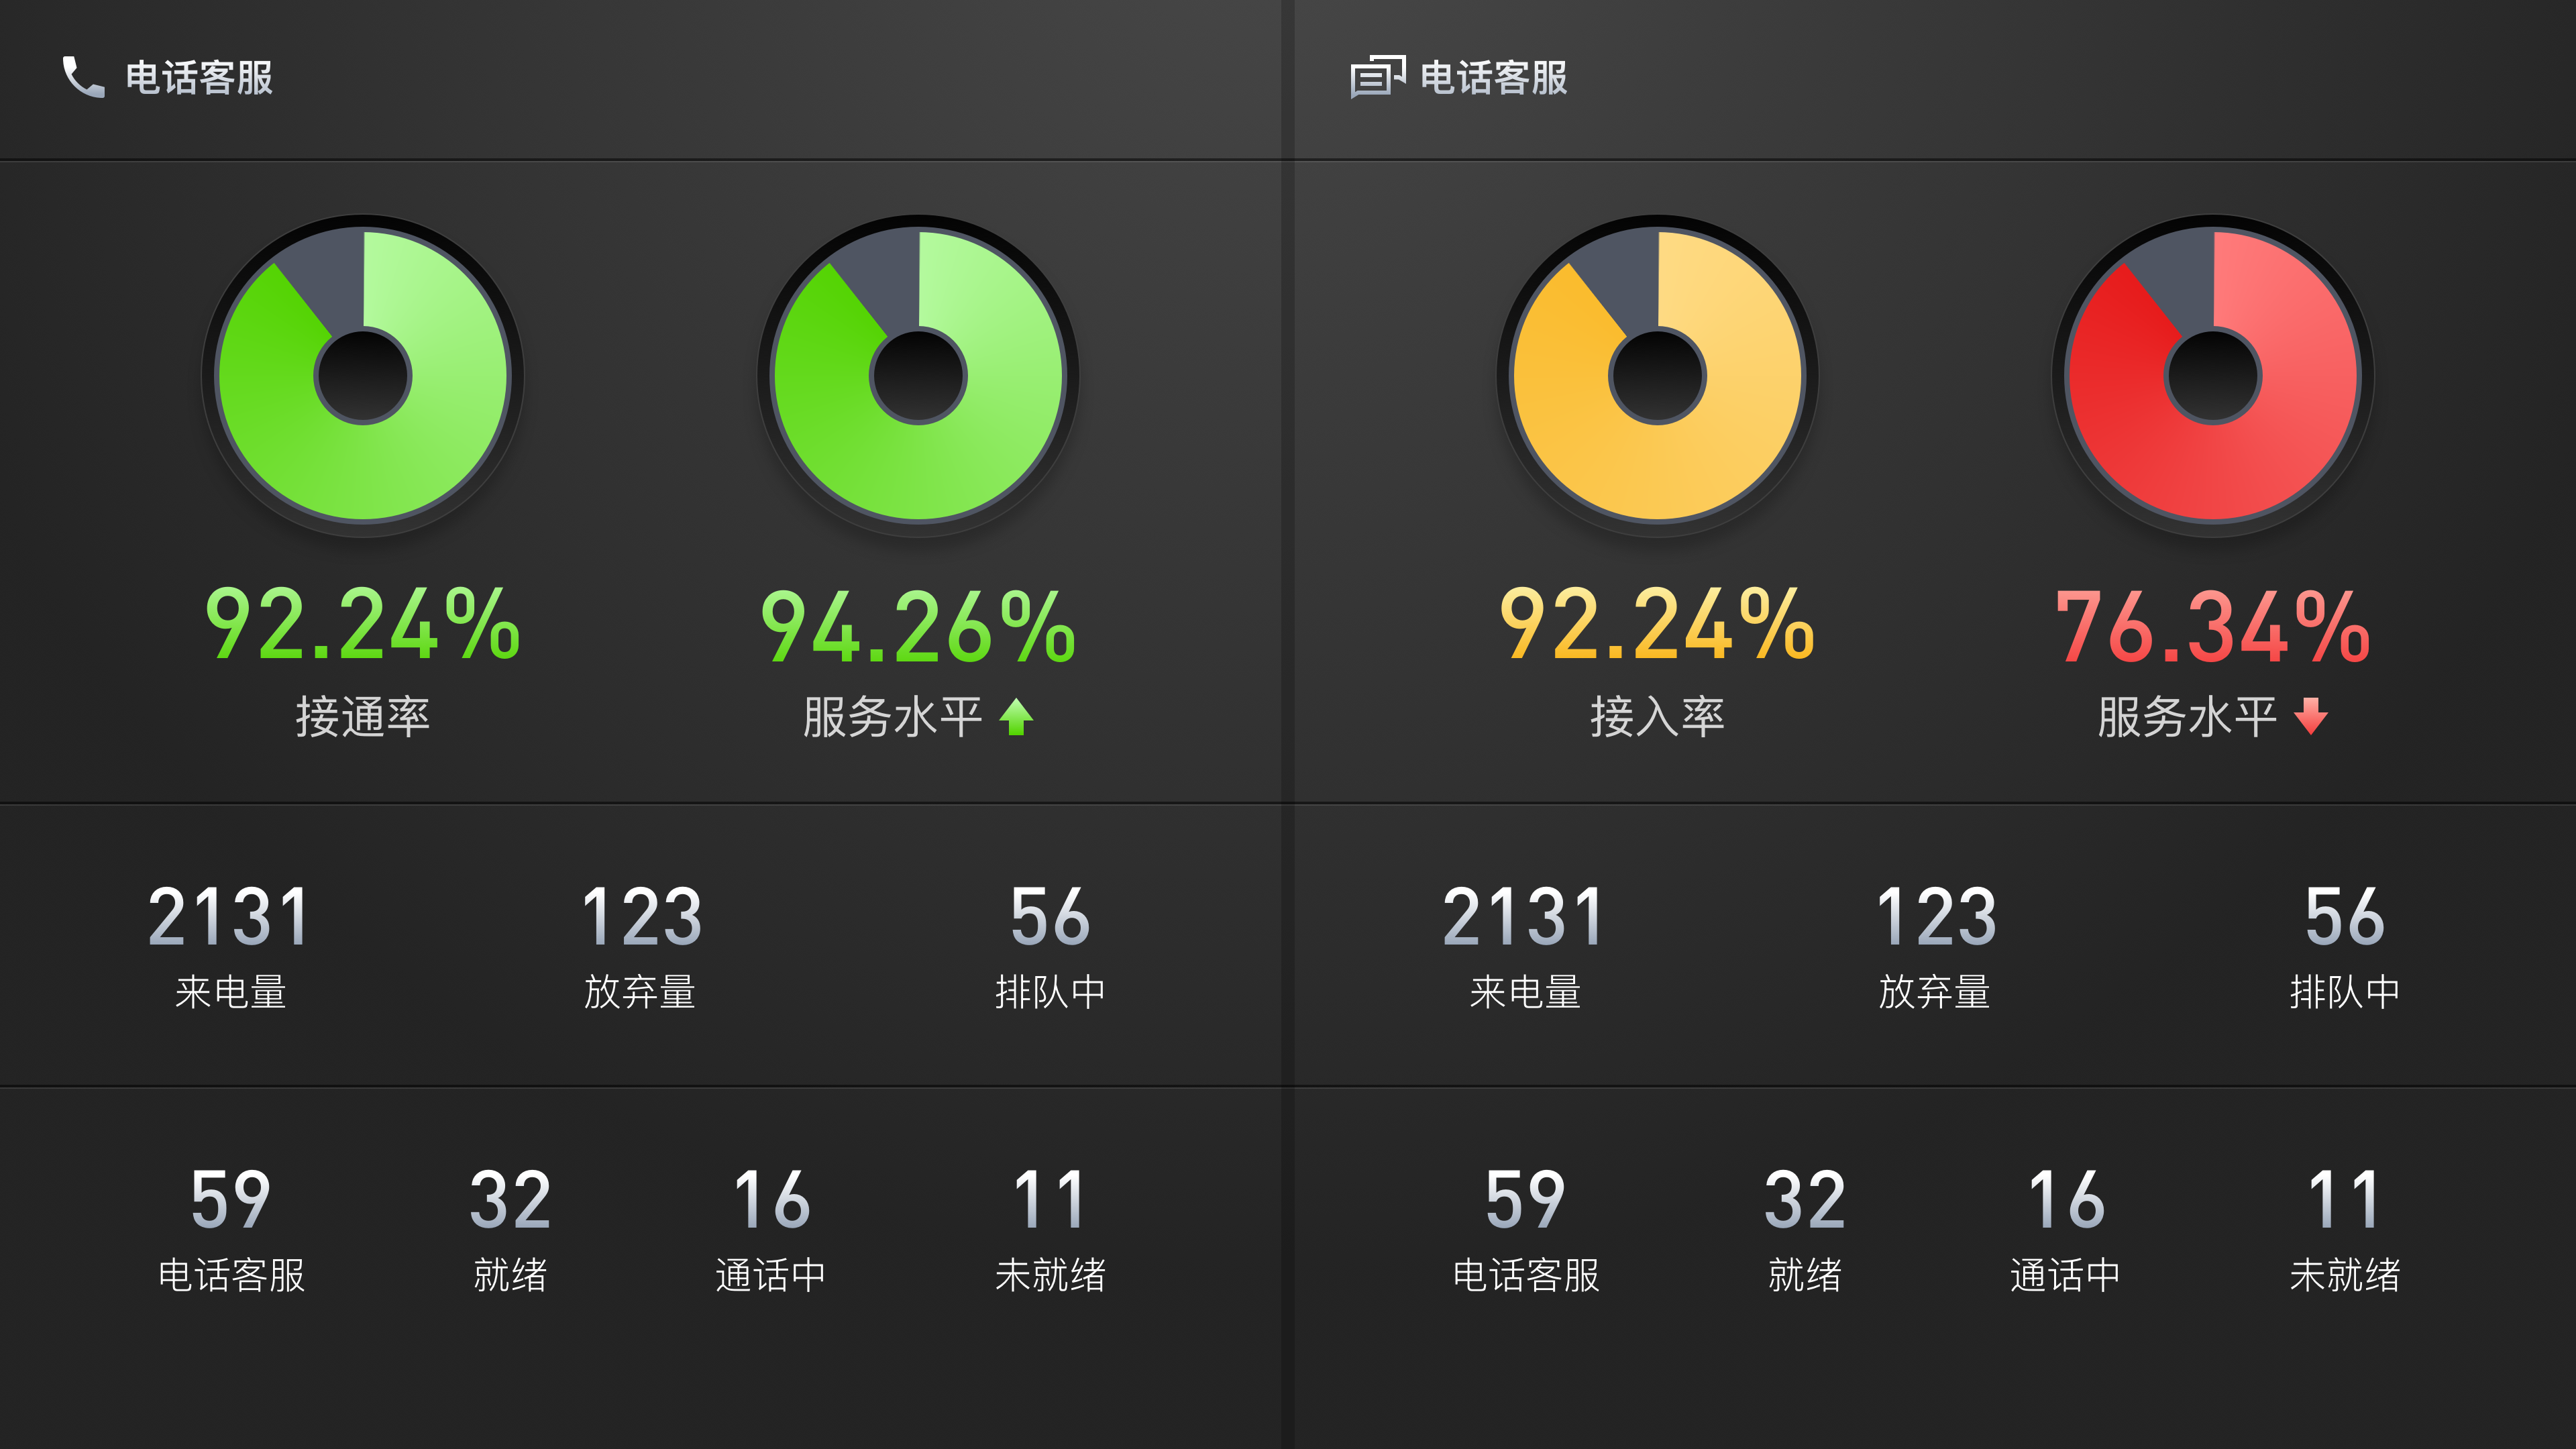 电话客服
电话客服
92.24%
94.26%
92.24%
76.34%
接通率
服务水平
接入率
服务水平
2131
123
56
2131
123
56
来电量
放弃量
排队中
来电量
放弃量
排队中
59
32
16
11
59
32
16
11
电话客服
就绪
通话中
未就绪
电话客服
就绪
通话中
未就绪